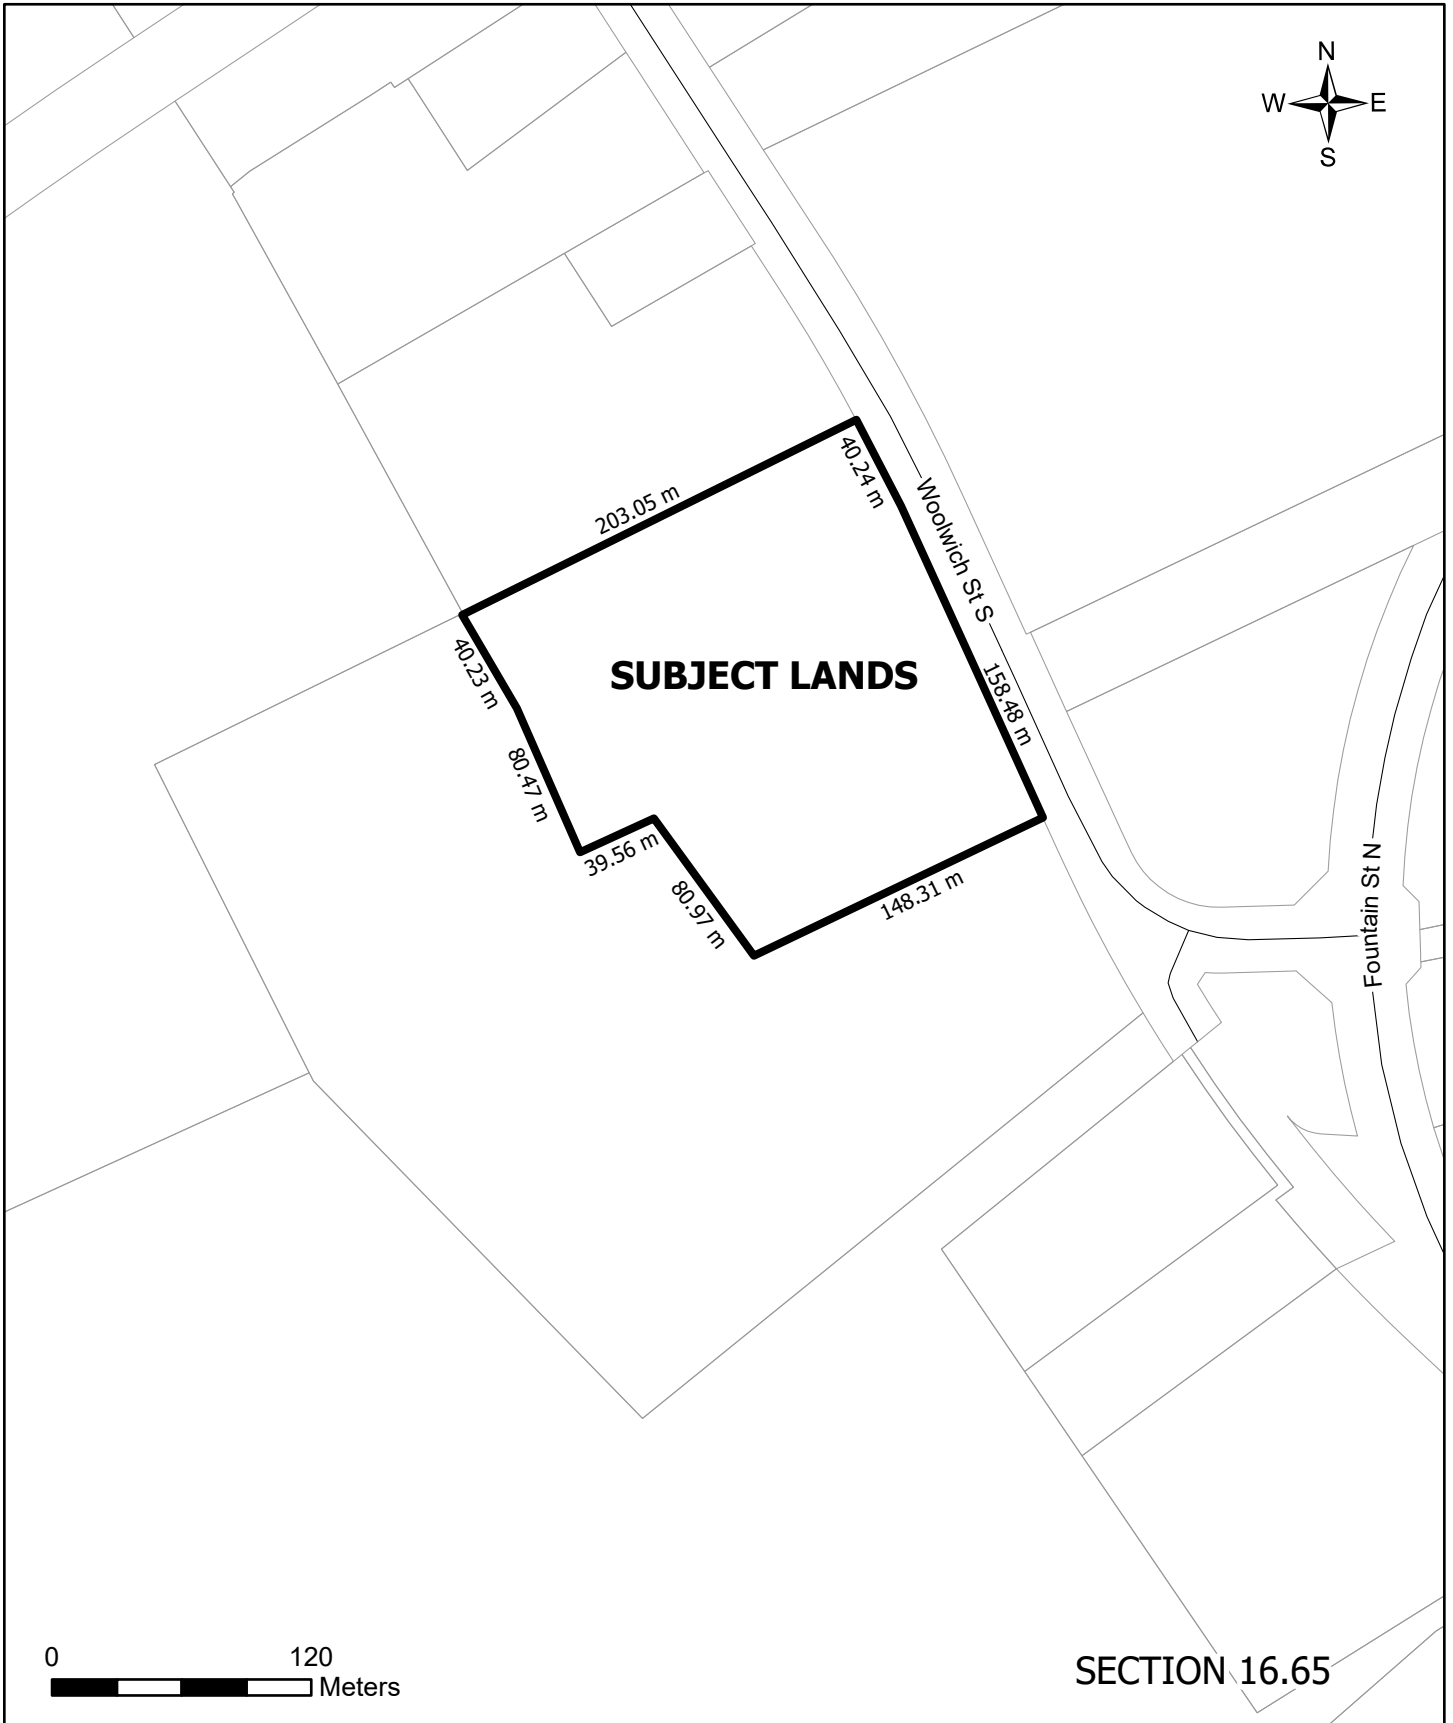 N
W E
S
203.05 m
40.24 m
Woolwich St S
40.23 m
SUBJECT LANDS
158.48 m
80.47 m
39.56 m
80.97 m
148.31 m
Fountain St N
0 120
Meters
SECTION 16.65